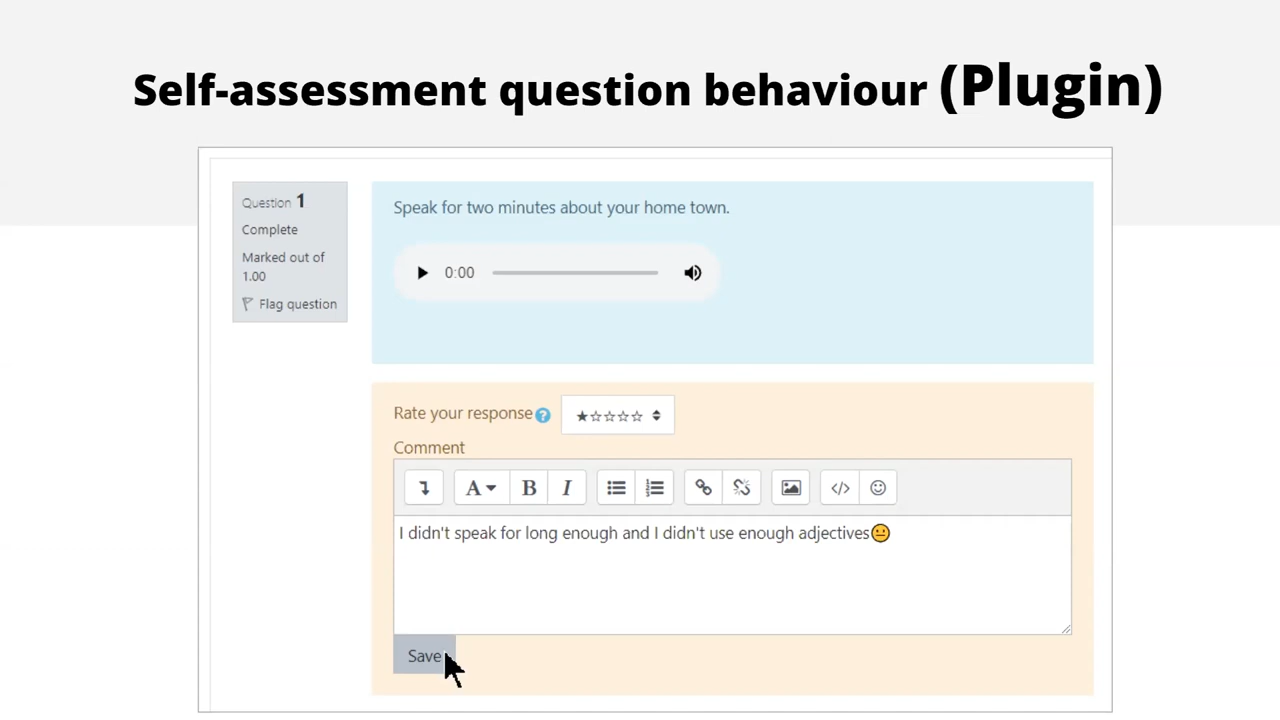 Self-assessment question behaviour (Plugin)
Question 1
Complete
Marked out of
1.00
Flag question
Speak for two minutes about your home town.
0:00
Rate your response ? ★☆☆☆☆
Comment
A B I
I didn't speak for long enough and I didn't use enough adjectives😐
Save